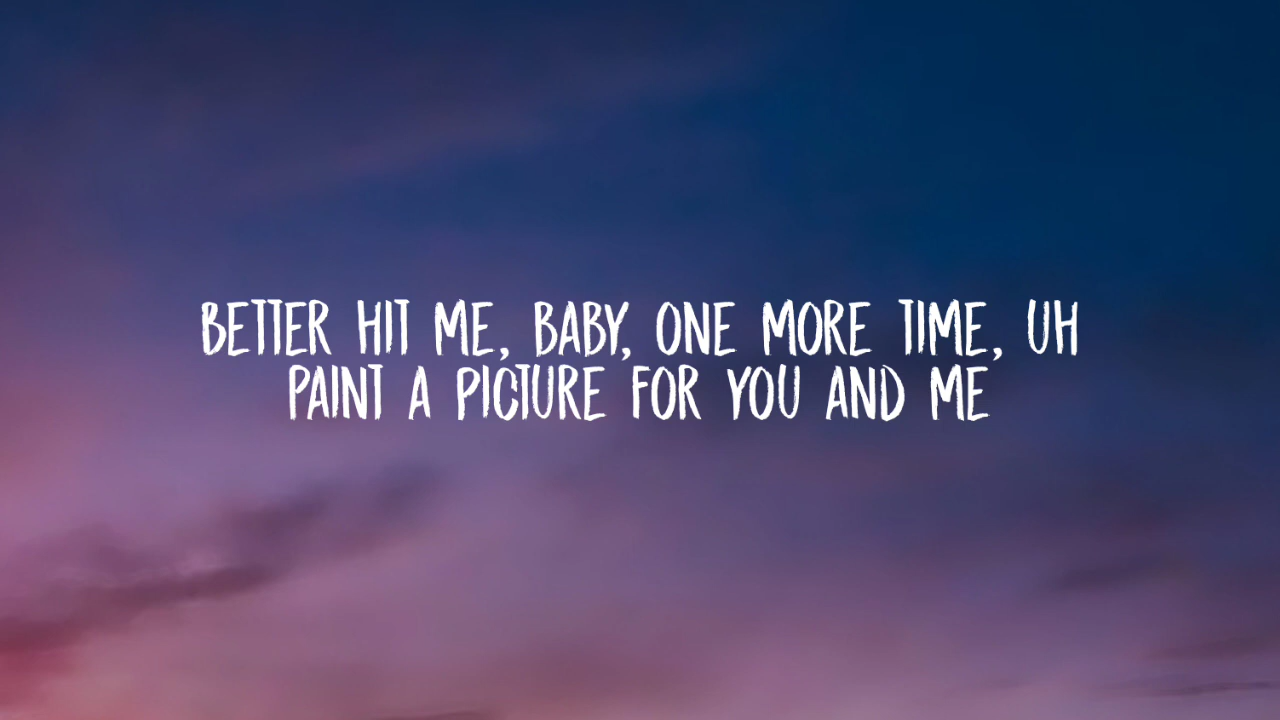 BETTER HIT ME, BABY, ONE MORE TIME, UH
PAINT A PICTURE FOR YOU AND ME